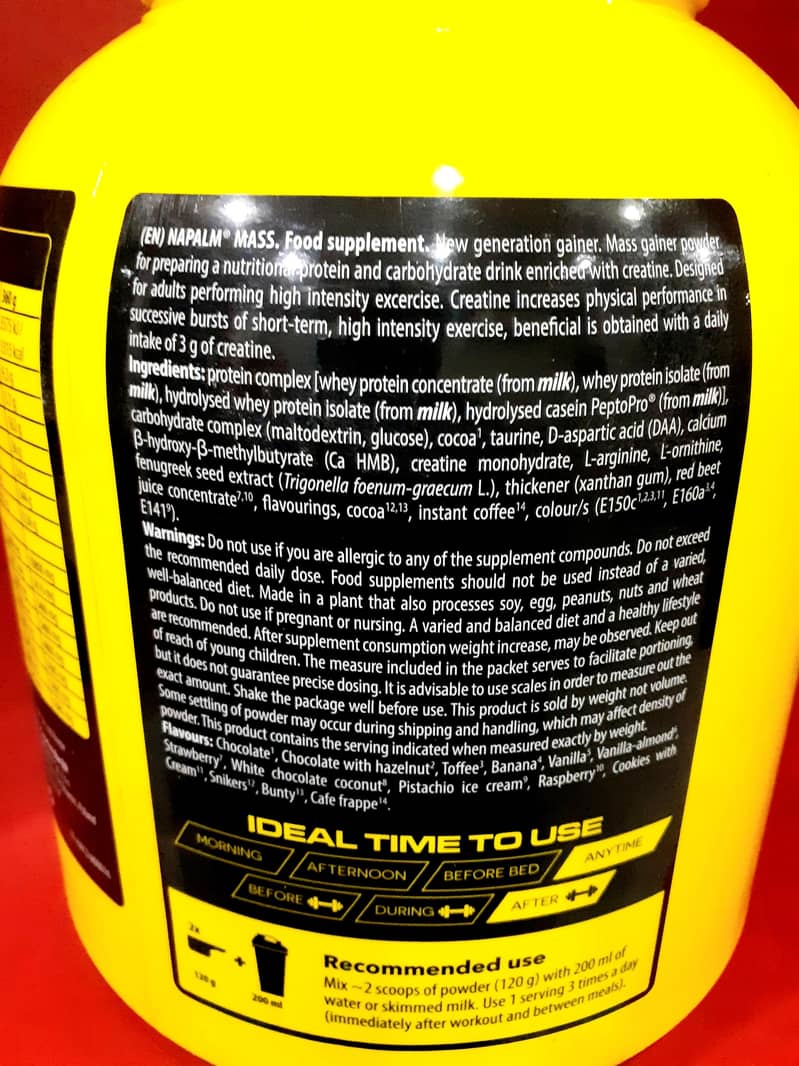 360 g
(EN) NAPALM® MASS. Food supplement. New generation gainer. Mass gainer powder
for preparing a nutritional protein and carbohydrate drink enriched with creatine. Designed
for adults performing high intensity excercise. Creatine increases physical performance in
successive bursts of short-term, high intensity exercise, beneficial is obtained with a daily
intake of 3 g of creatine.
Ingredients: protein complex [whey protein concentrate (from milk), whey protein isolate (from
milk), hydrolysed whey protein isolate (from milk), hydrolysed casein PeptoPro® (from milk)],
carbohydrate complex (maltodextrin, glucose), cocoa¹, taurine, D-aspartic acid (DAA), calcium
β-hydroxy-β-methylbutyrate (Ca HMB), creatine monohydrate, L-arginine, L-ornithine,
fenugreek seed extract (Trigonella foenum-graecum L.), thickener (xanthan gum), red beet
juice concentrate⁷,¹⁰, flavourings, cocoa¹²,¹³, instant coffee¹⁴, colour/s (E150c¹,²,³,¹¹, E160a³,⁴,
E141⁹).
Warnings: Do not use if you are allergic to any of the supplement compounds. Do not exceed
the recommended daily dose. Food supplements should not be used instead of a varied,
well-balanced diet. Made in a plant that also processes soy, egg, peanuts, nuts and wheat
products. Do not use if pregnant or nursing. A varied and balanced diet and a healthy lifestyle
are recommended. After supplement consumption weight increase, may be observed. Keep out
of reach of young children. The measure included in the packet serves to facilitate portioning,
but it does not guarantee precise dosing. It is advisable to use scales in order to measure out the
exact amount. Shake the package well before use. This product is sold by weight not volume.
Some settling of powder may occur during shipping and handling, which may affect density of
powder. This product contains the serving indicated when measured exactly by weight.
Flavours: Chocolate¹, Chocolate with hazelnut², Toffee³, Banana⁴, Vanilla⁵, Vanilla-almond⁶,
Strawberry⁷, White chocolate coconut⁸, Pistachio ice cream⁹, Raspberry¹⁰, Cookies with
Cream¹¹, Snikers¹², Bunty¹³, Cafe frappe¹⁴.
IDEAL TIME TO USE
MORNING AFTERNOON BEFORE BED ANYTIME
BEFORE DURING AFTER
2x
+
120 g
200 ml
Recommended use
Mix ~2 scoops of powder (120 g) with 200 ml of
water or skimmed milk. Use 1 serving 3 times a day
(immediately after workout and between meals).